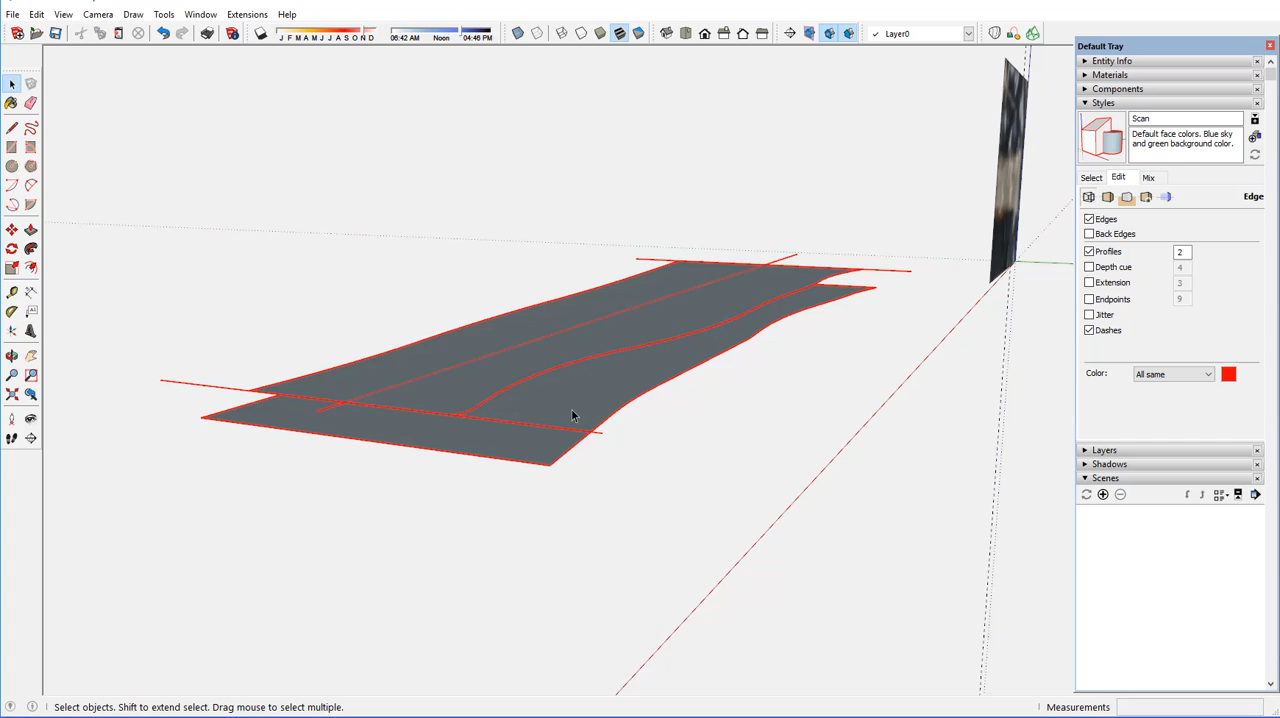 File Edit View Camera Draw Tools Window Extensions Help
J F M A M J J A S O N D 06:42 AM Noon 04:46 PM Layer0
Default Tray
Entity Info
Materials
Components
Styles
Scan
Default face colors. Blue sky
and green background color.
Select Edit Mix
Edge
Edges
Back Edges
Profiles 2
Depth cue 4
Extension 3
Endpoints 9
Jitter
Dashes
Color: All same
Layers
Shadows
Scenes
Select objects. Shift to extend select. Drag mouse to select multiple. Measurements